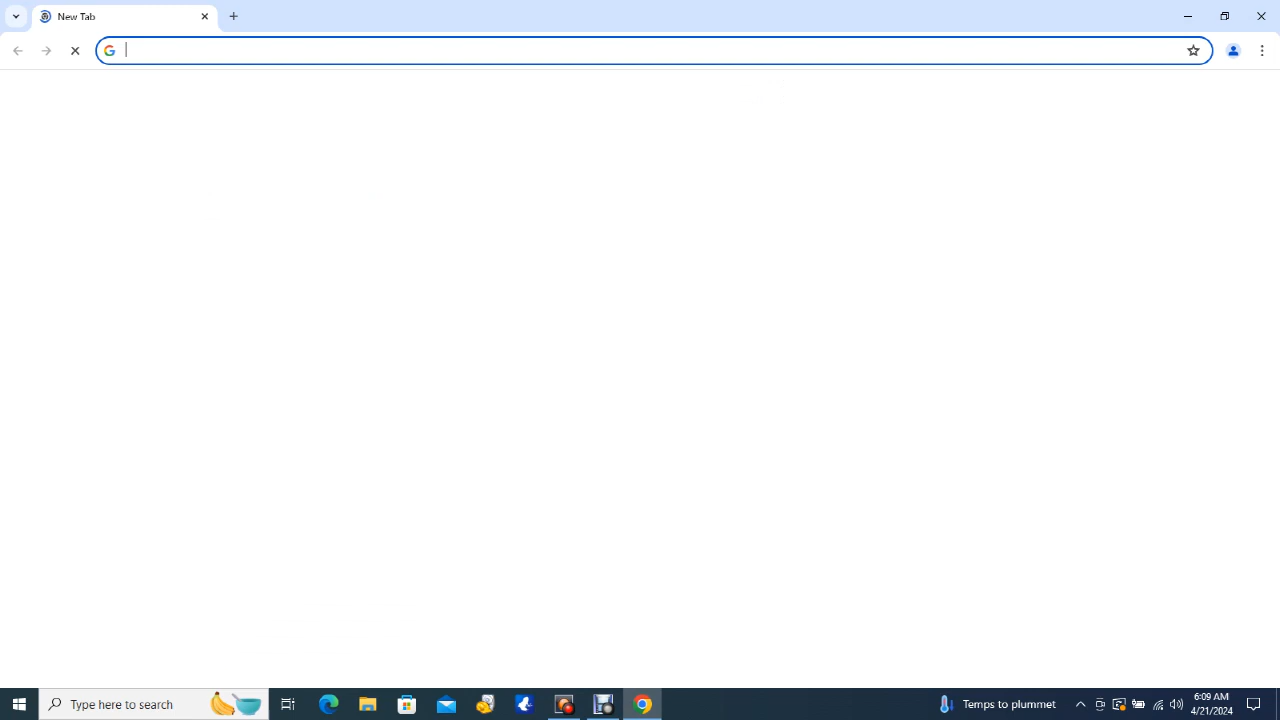 New Tab
Type here to search
Temps to plummet
6:09 AM
4/21/2024